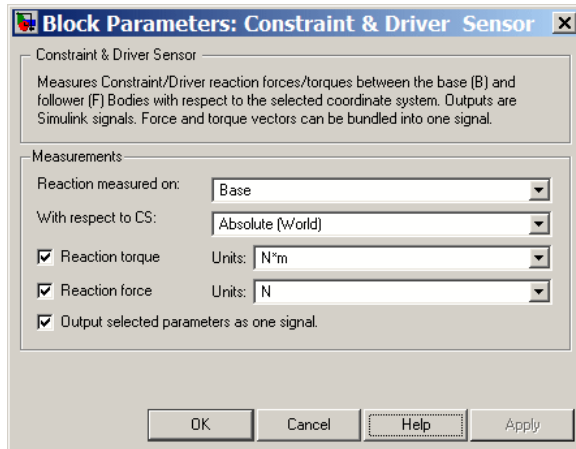 Block Parameters: Constraint & Driver Sensor
Constraint & Driver Sensor
Measures Constraint/Driver reaction forces/torques between the base (B) and
follower (F) Bodies with respect to the selected coordinate system. Outputs are
Simulink signals. Force and torque vectors can be bundled into one signal.
Measurements
Reaction measured on: Base
With respect to CS: Absolute (World)
Reaction torque Units: N*m
Reaction force Units: N
Output selected parameters as one signal.
OK Cancel Help Apply